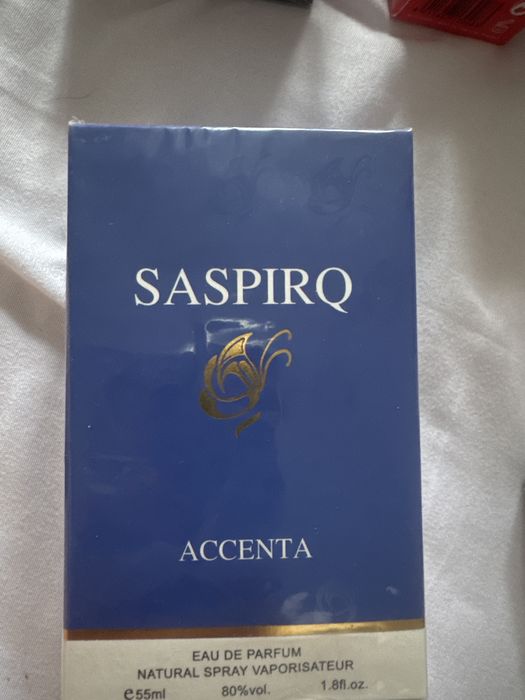 SASPIRQ
ACCENTA
EAU DE PARFUM
NATURAL SPRAY VAPORISATEUR
℮55ml 80%vol. 1.8fl.oz.